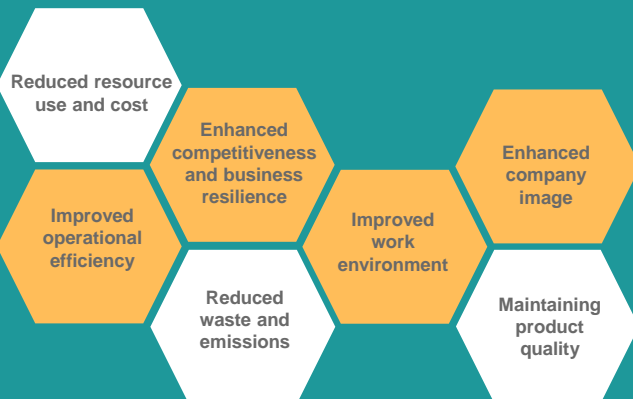 Reduced resource
use and cost
Enhanced
competitiveness
and business
resilience
Enhanced
company
image
Improved
operational
efficiency
Improved
work
environment
Reduced
waste and
emissions
Maintaining
product
quality